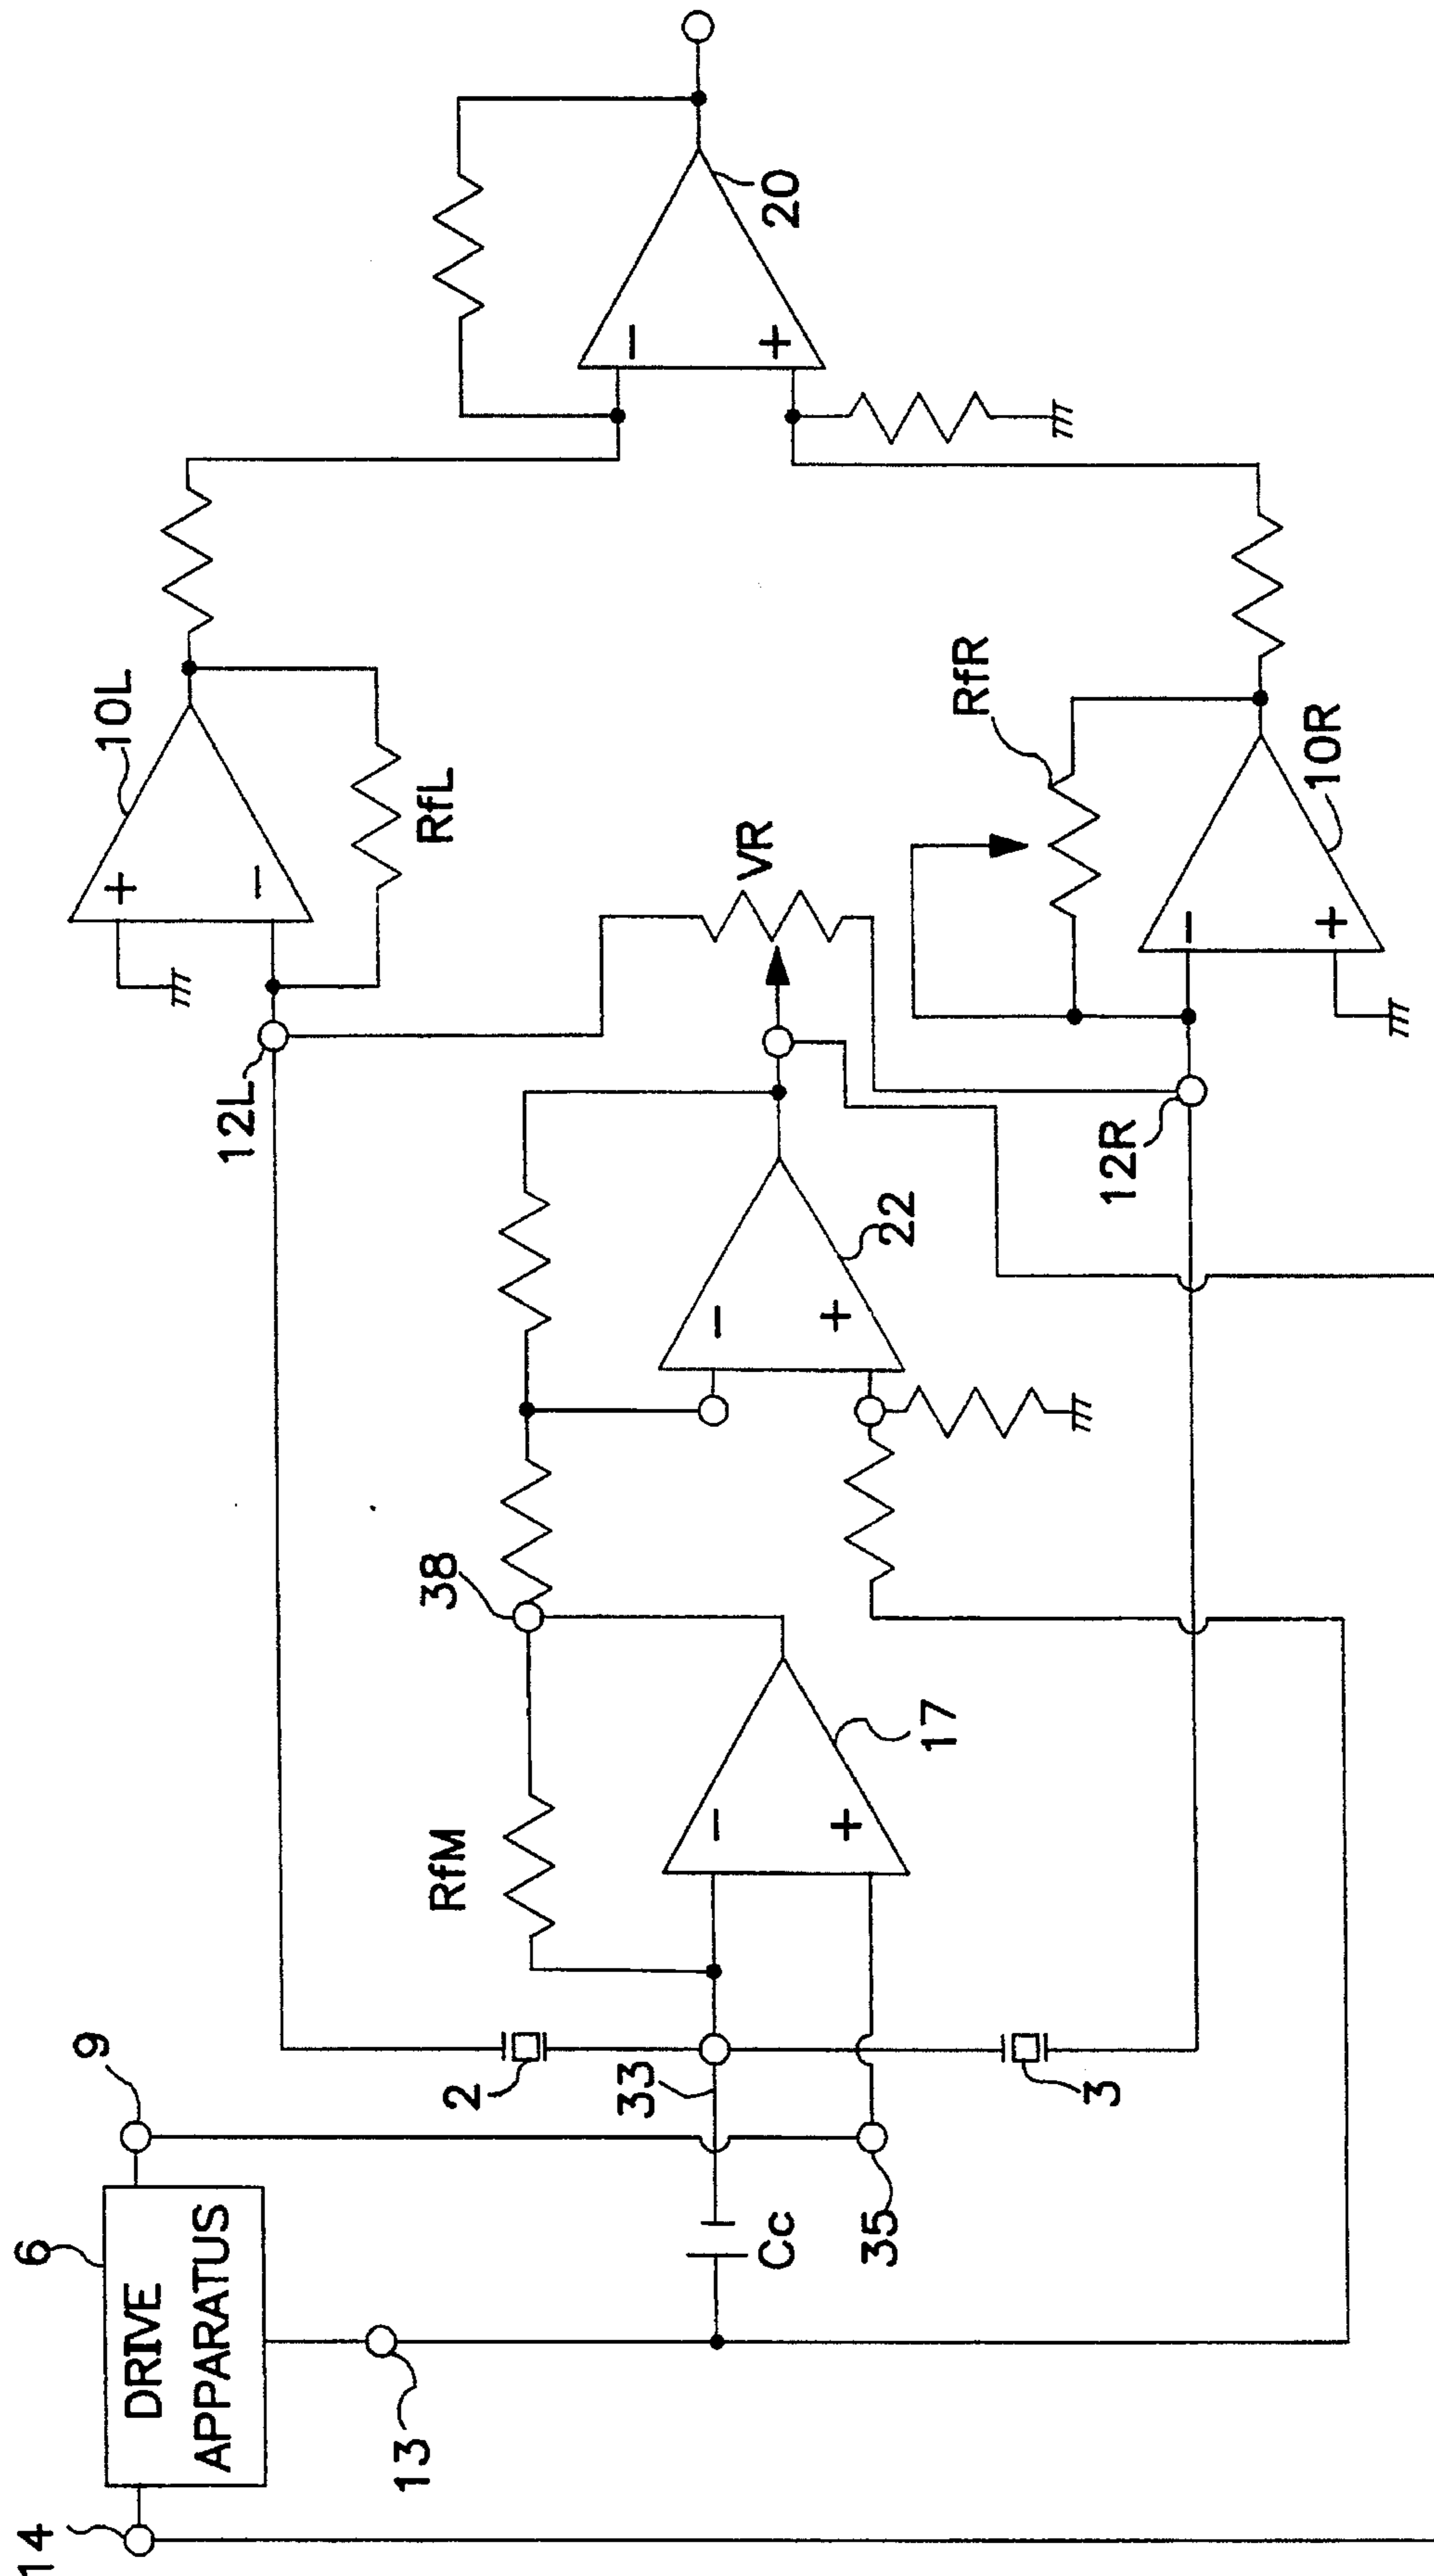 14
6
DRIVE
APPARATUS
9
13
Cc
35
2
33
3
RfM
−
+
17
38
−
+
22
12L
12R
VR
+
−
10L
RfL
RfR
−
+
10R
−
+
20